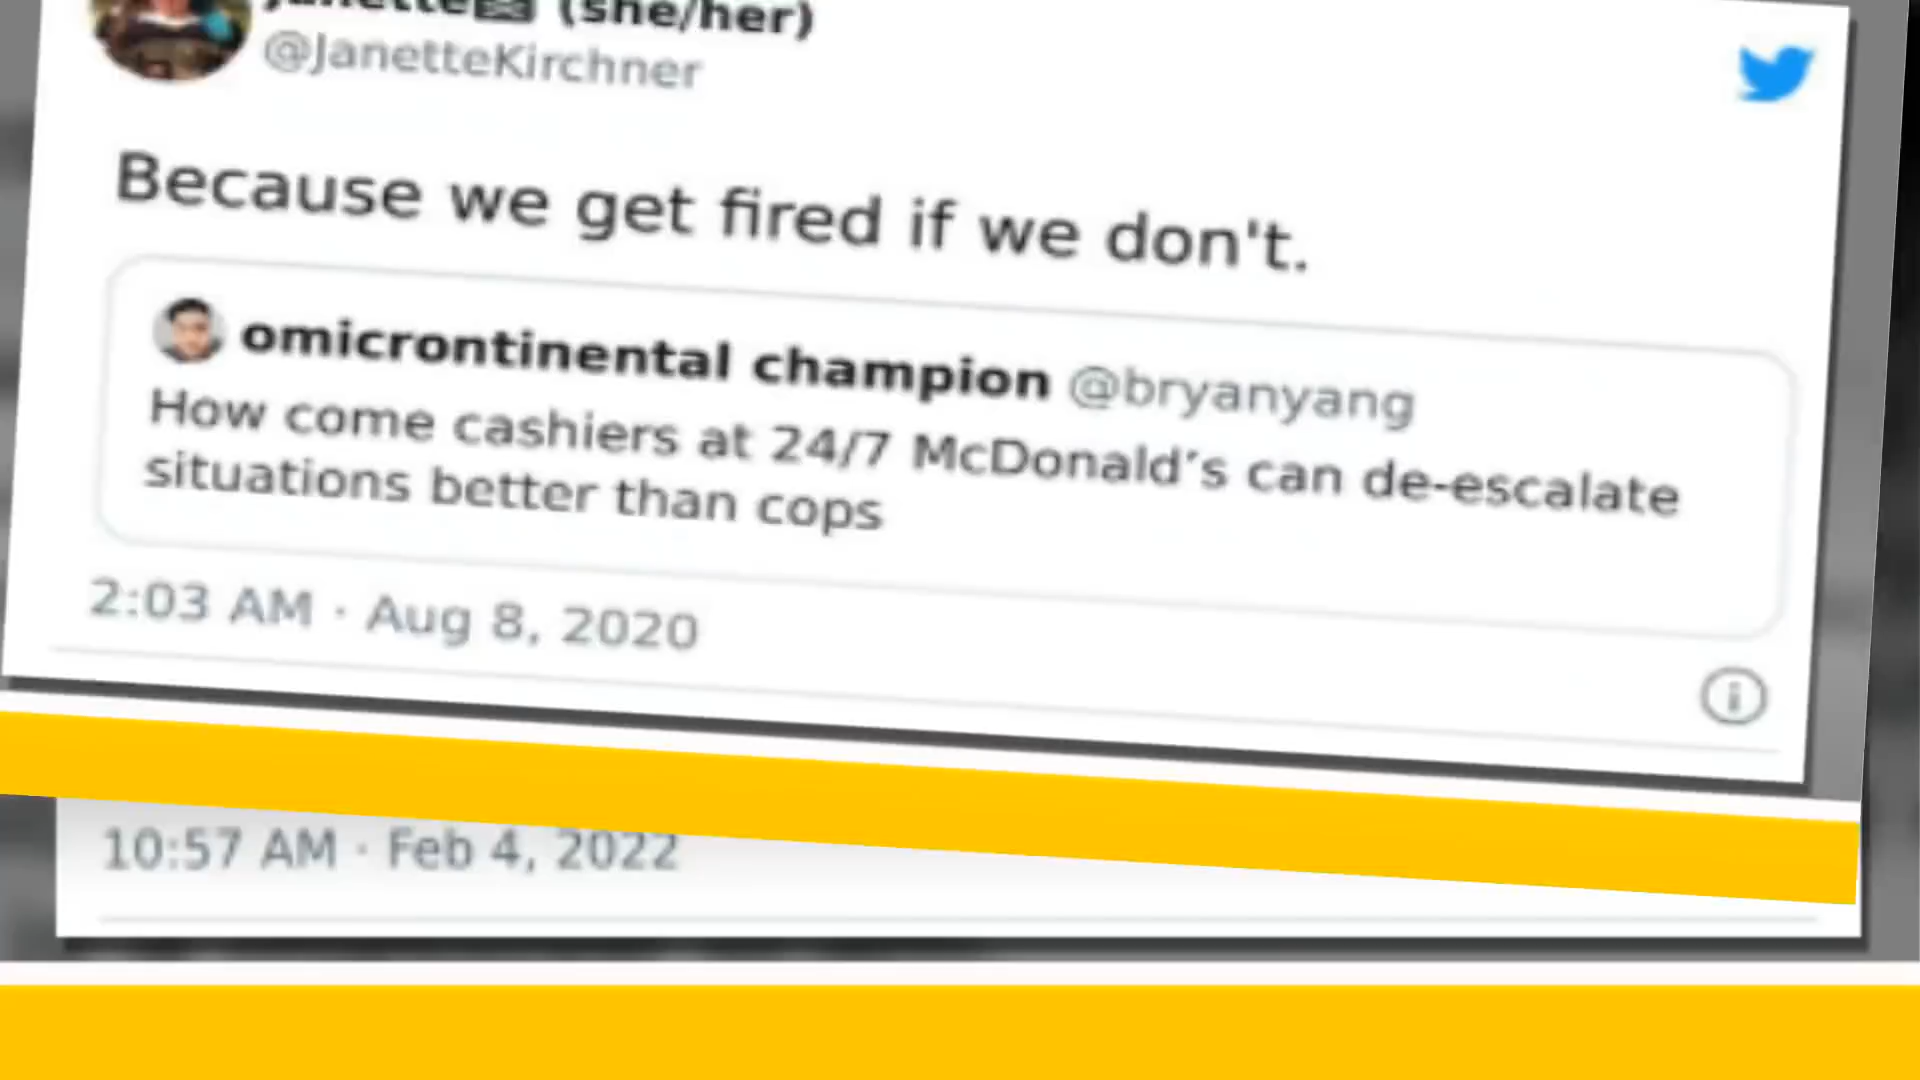 (she/her)
@JanetteKirchner
Because we get fired if we don't.
omicrontinental champion @bryanyang
How come cashiers at 24/7 McDonald’s can de-escalate
situations better than cops
2:03 AM · Aug 8, 2020
10:57 AM · Feb 4, 2022